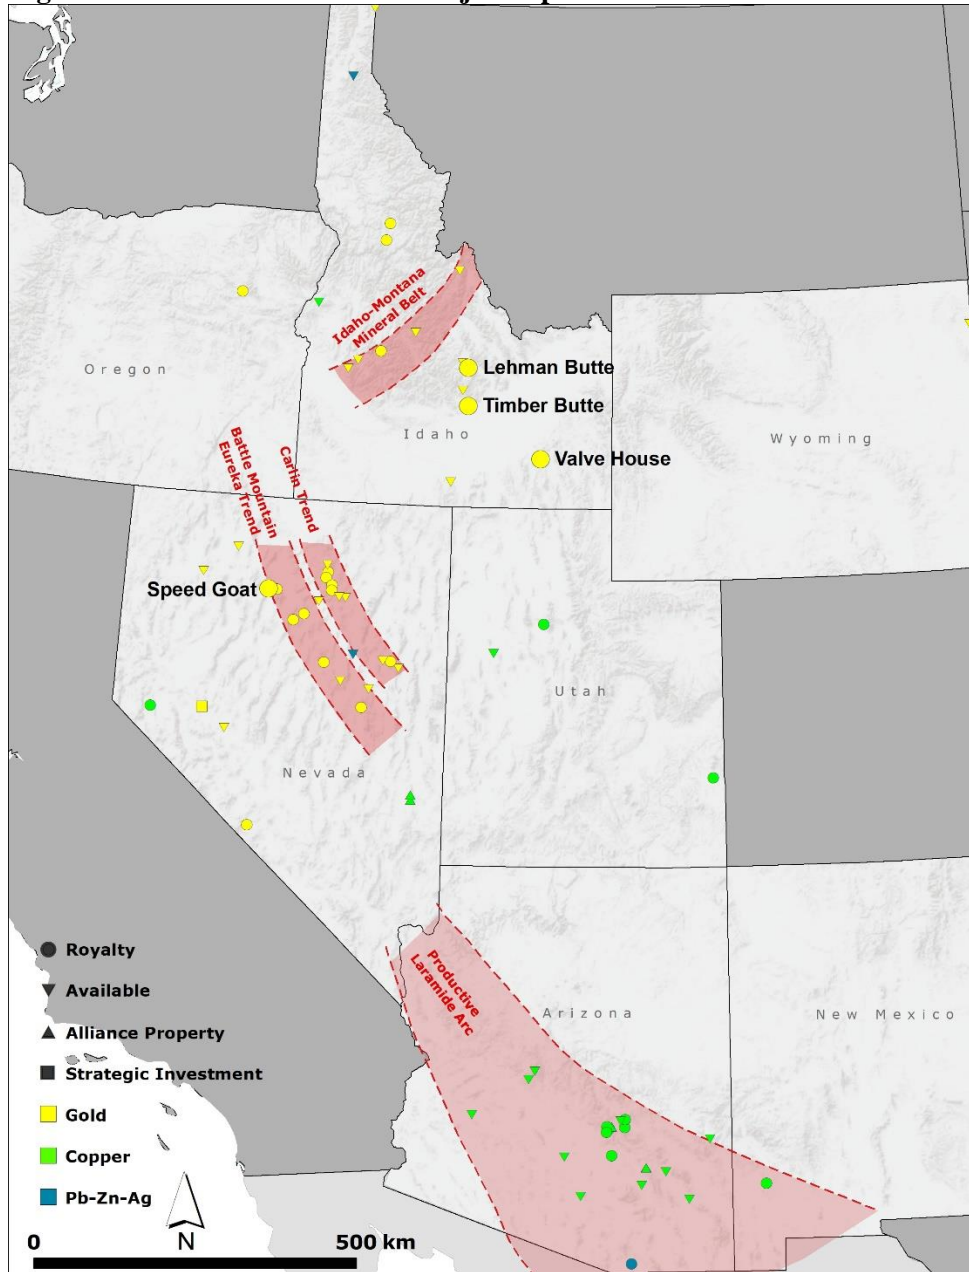 Idaho-Montana
Mineral Belt
Oregon
Lehman Butte
Timber Butte
Idaho
Wyoming
Valve House
Battle Mountain
Eureka Trend
Carlin Trend
Speed Goat
Utah
Nevada
Productive
Laramide Arc
Arizona
New Mexico
Royalty
Available
Alliance Property
Strategic Investment
Gold
Copper
Pb-Zn-Ag
N
0 500 km